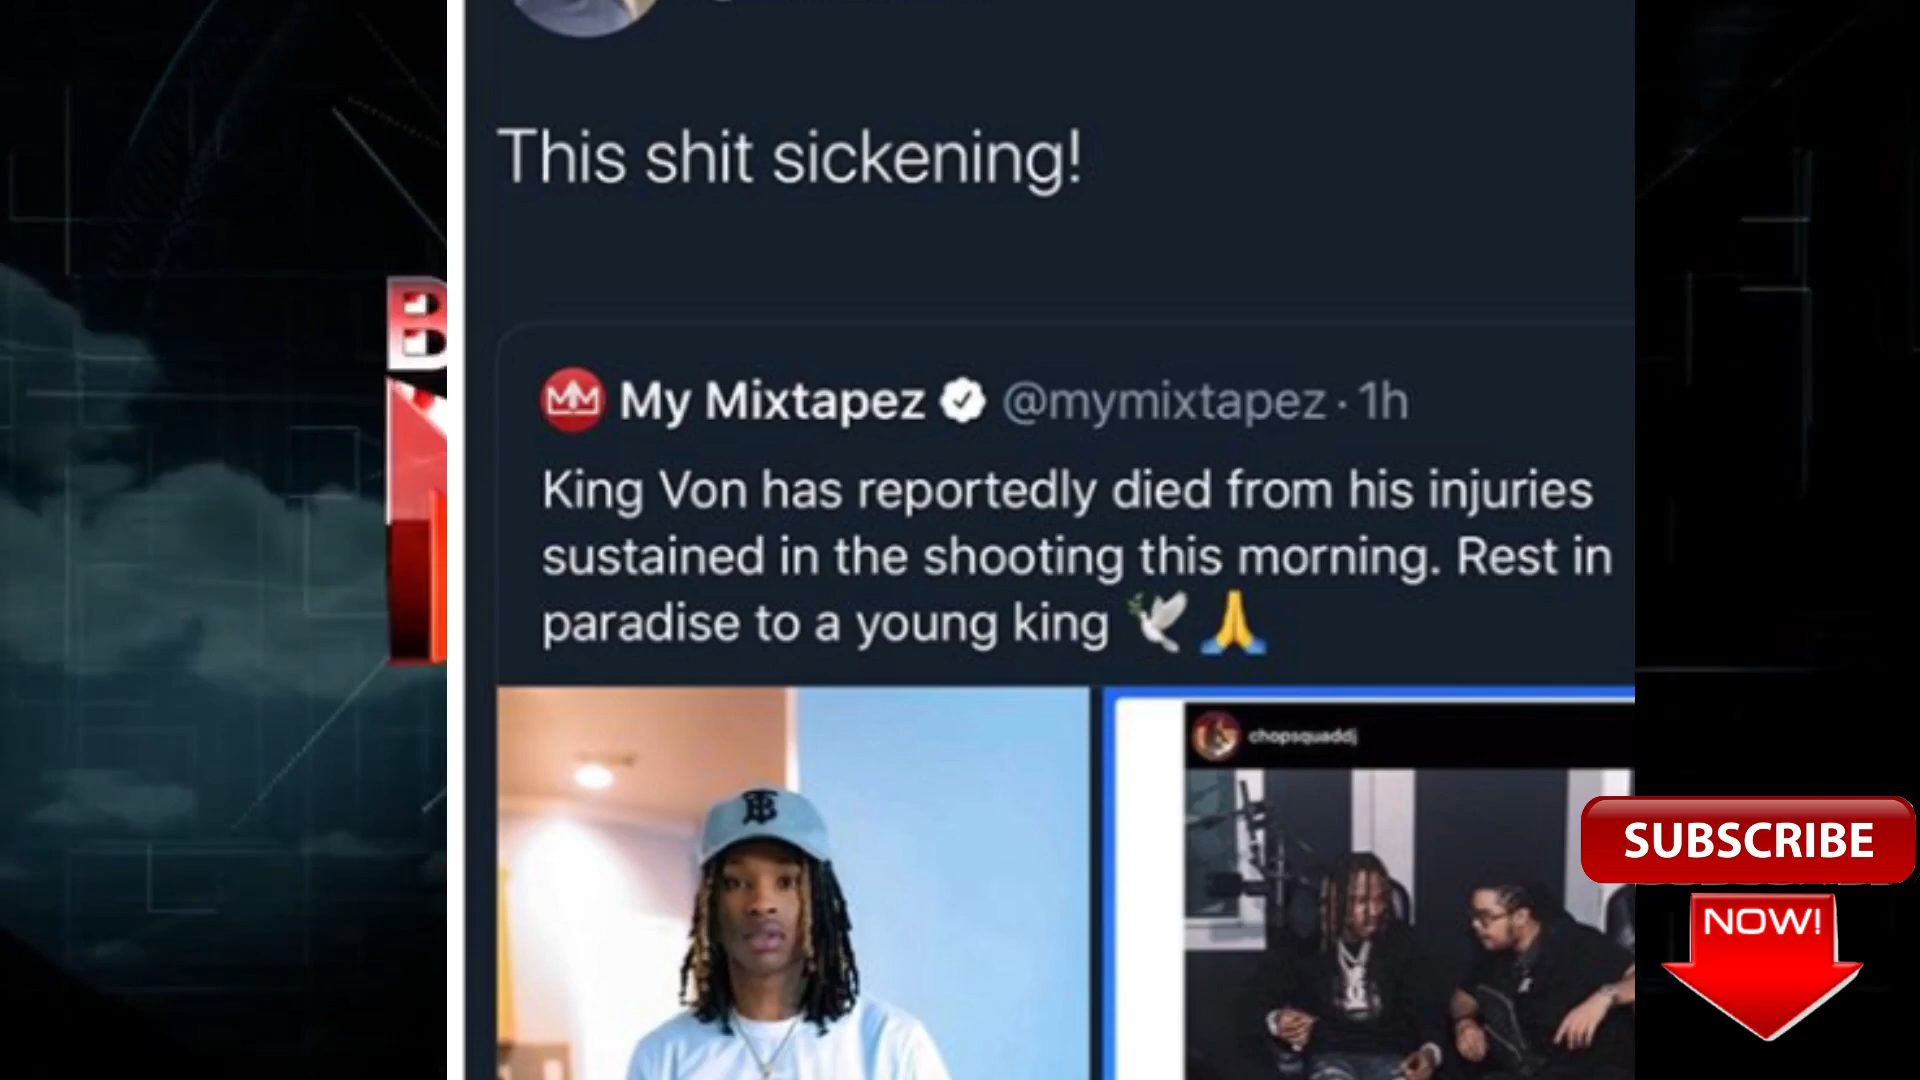 This shit sickening!
My Mixtapez @mymixtapez · 1h
King Von has reportedly died from his injuries
sustained in the shooting this morning. Rest in
paradise to a young king 🕊️ 🙏
chopsquaddj
B
SUBSCRIBE
NOW!